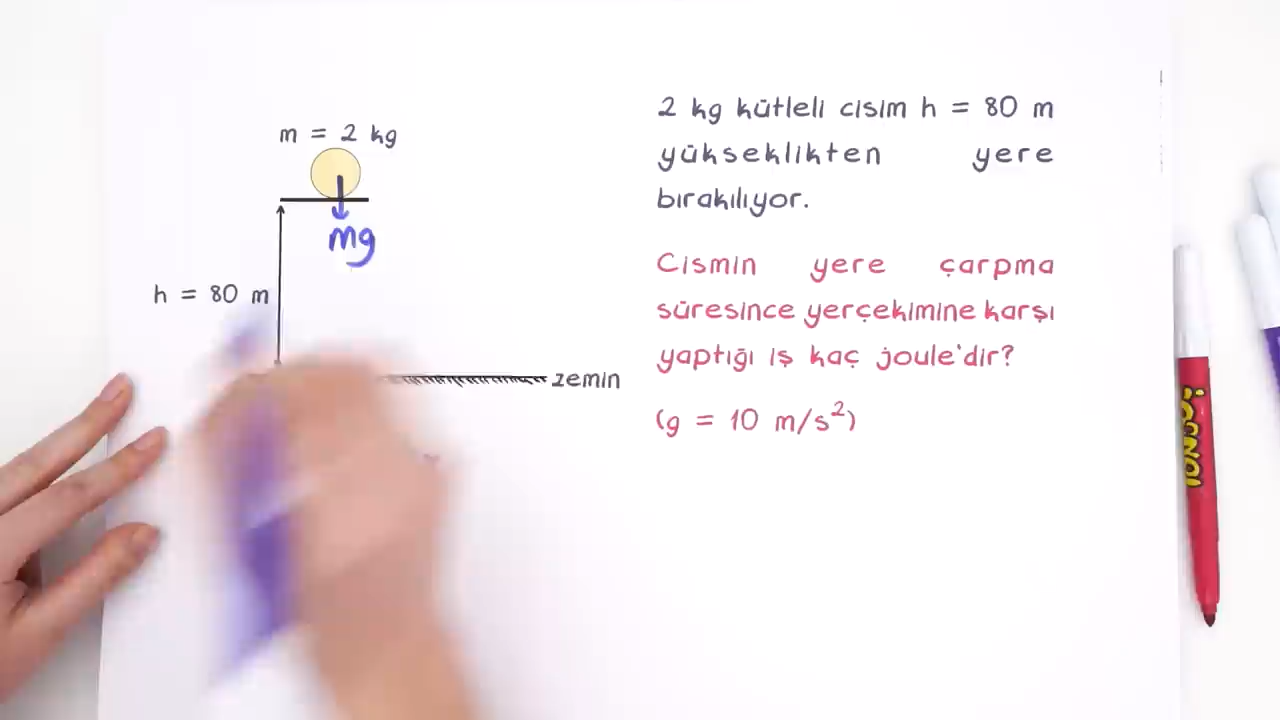 m = 2 kg
mg
h = 80 m
zemin
2 kg kütleli cisim h = 80 m
yükseklikten yere
bırakılıyor.
Cismin yere çarpma
süresince yerçekimine karşı
yaptığı iş kaç joule'dir?
(g = 10 m/s²)